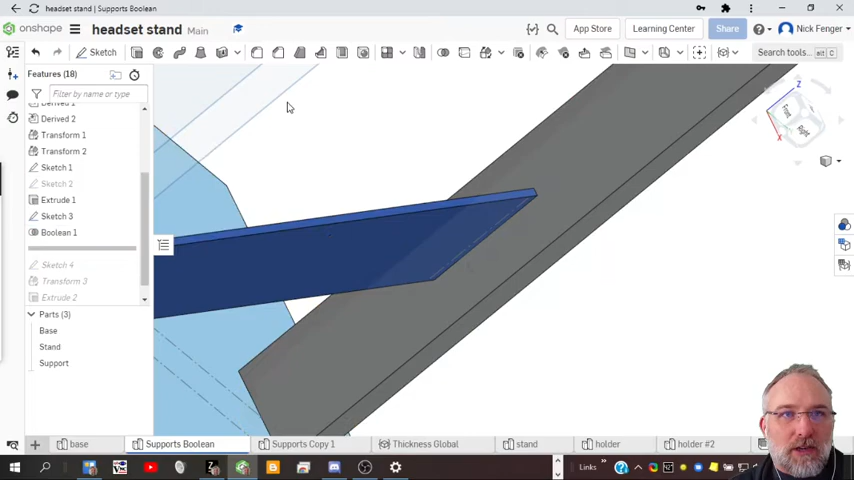 headset stand | Supports Boolean
onshape
headset stand Main
App Store
Learning Center
Share
Nick Fenger
Sketch
Search tools...
alt C
Features (18)
Filter by name or type
Derived 2
Transform 1
Transform 2
Sketch 1
Sketch 2
Extrude 1
Sketch 3
Boolean 1
Sketch 4
Transform 3
Extrude 2
Parts (3)
Base
Stand
Support
Z
Front
Right
X
base
Supports Boolean
Supports Copy 1
Thickness Global
stand
holder
holder #2
Links